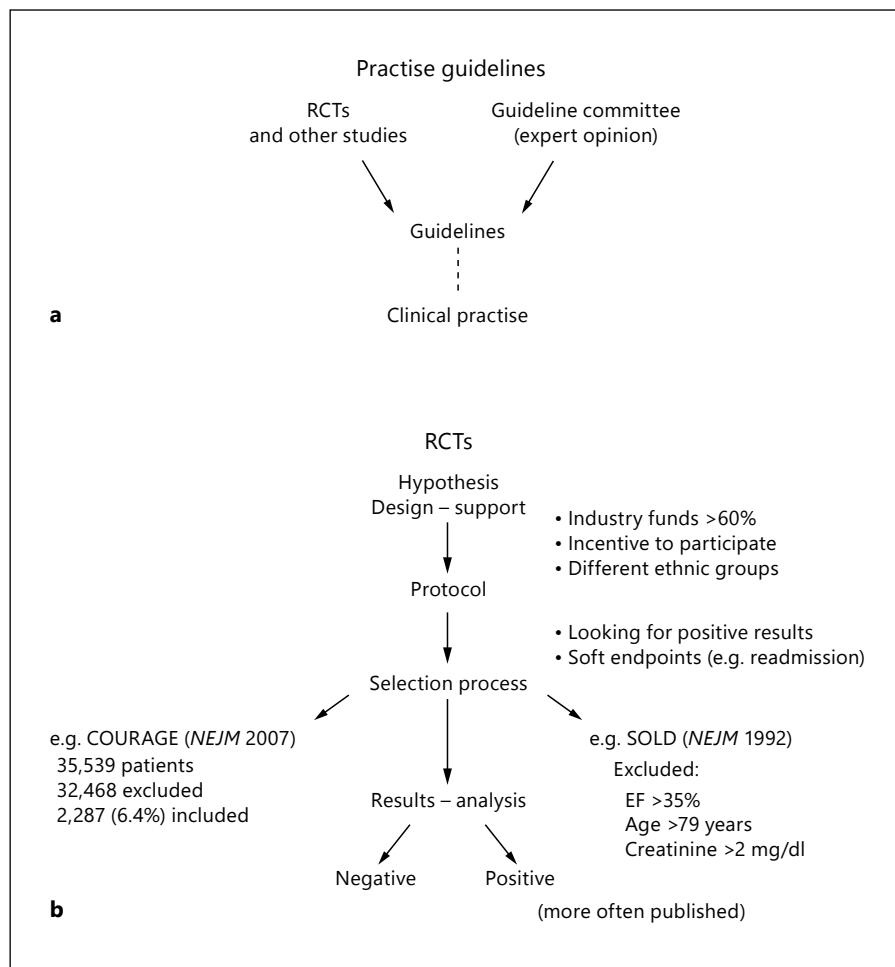 Practise guidelines
RCTs
and other studies
Guideline committee
(expert opinion)
Guidelines
Clinical practise
a
RCTs
Hypothesis
Design – support
• Industry funds >60%
• Incentive to participate
• Different ethnic groups
Protocol
• Looking for positive results
• Soft endpoints (e.g. readmission)
Selection process
e.g. COURAGE (NEJM 2007)
35,539 patients
32,468 excluded
2,287 (6.4%) included
e.g. SOLD (NEJM 1992)
Excluded:
EF >35%
Age >79 years
Creatinine >2 mg/dl
Results – analysis
Negative
Positive
(more often published)
b